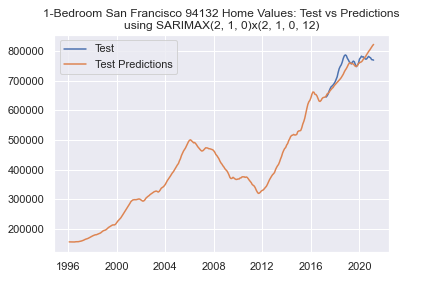 1-Bedroom San Francisco 94132 Home Values: Test vs Predictions
using SARIMAX(2, 1, 0)x(2, 1, 0, 12)
Test
Test Predictions
800000
700000
600000
500000
400000
300000
200000
1996 2000 2004 2008 2012 2016 2020